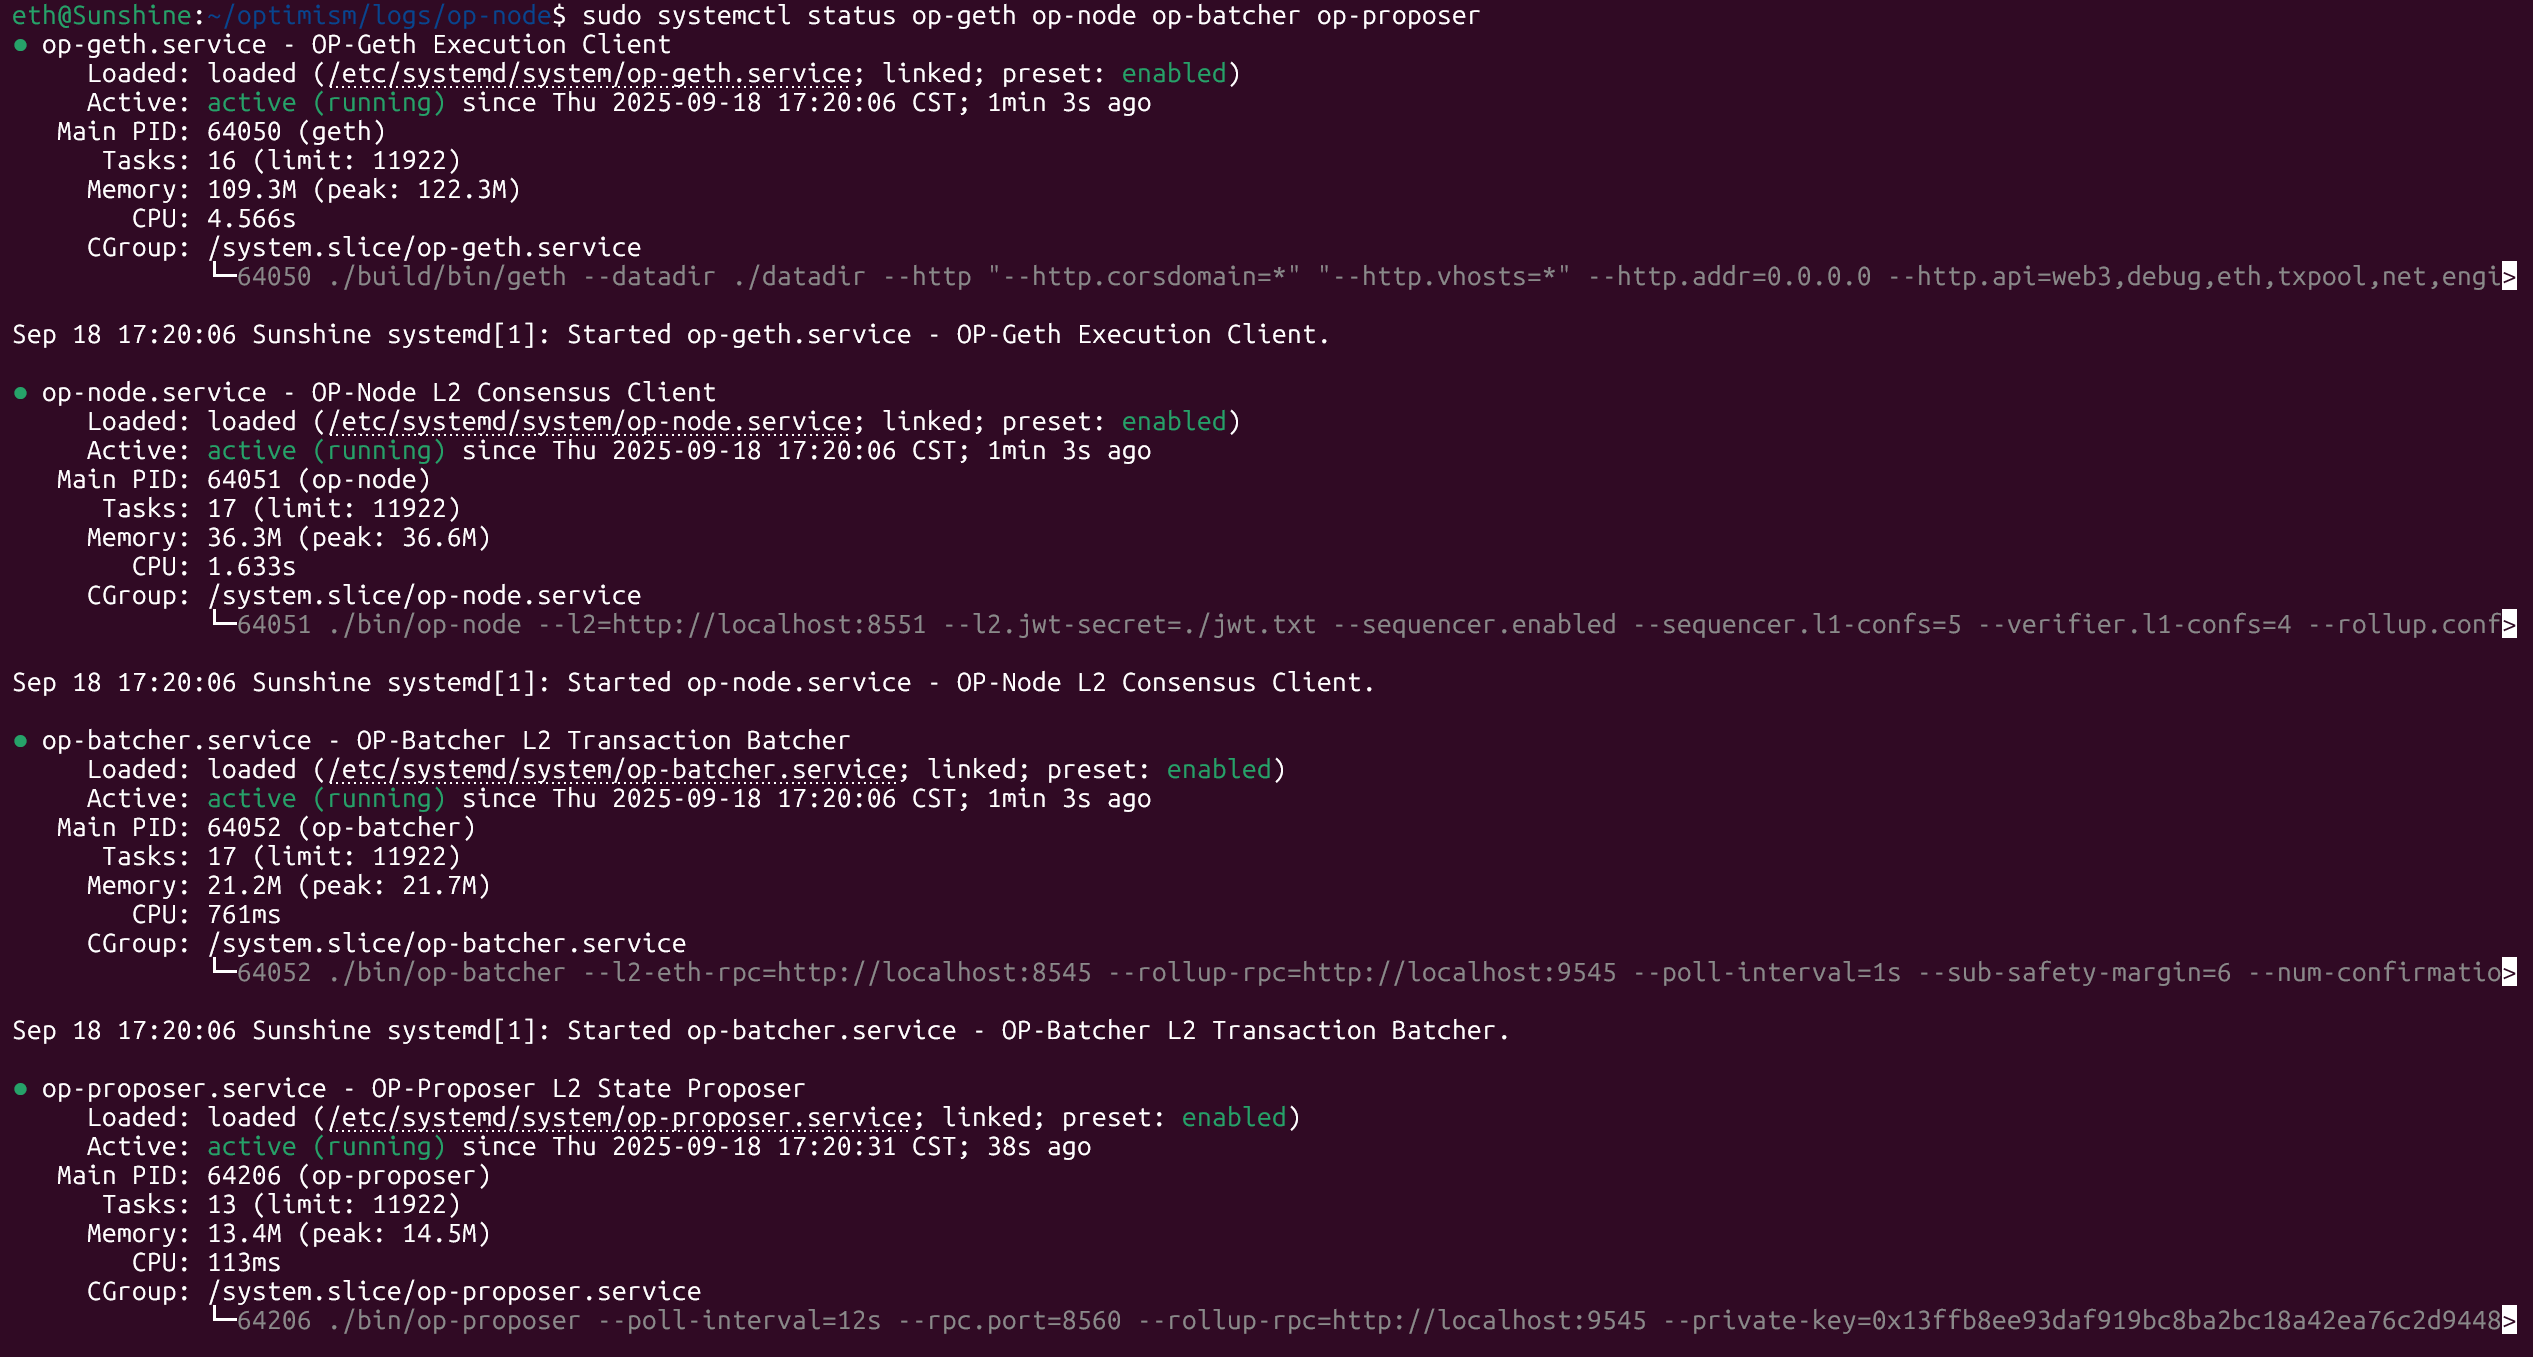 eth@Sunshine:~/optimism/logs/op-node$ sudo systemctl status op-geth op-node op-batcher op-proposer
● op-geth.service - OP-Geth Execution Client
Loaded: loaded (/etc/systemd/system/op-geth.service; linked; preset: enabled)
Active: active (running) since Thu 2025-09-18 17:20:06 CST; 1min 3s ago
Main PID: 64050 (geth)
Tasks: 16 (limit: 11922)
Memory: 109.3M (peak: 122.3M)
CPU: 4.566s
CGroup: /system.slice/op-geth.service
└─64050 ./build/bin/geth --datadir ./datadir --http "--http.corsdomain=*" "--http.vhosts=*" --http.addr=0.0.0.0 --http.api=web3,debug,eth,txpool,net,engi>
Sep 18 17:20:06 Sunshine systemd[1]: Started op-geth.service - OP-Geth Execution Client.
● op-node.service - OP-Node L2 Consensus Client
Loaded: loaded (/etc/systemd/system/op-node.service; linked; preset: enabled)
Active: active (running) since Thu 2025-09-18 17:20:06 CST; 1min 3s ago
Main PID: 64051 (op-node)
Tasks: 17 (limit: 11922)
Memory: 36.3M (peak: 36.6M)
CPU: 1.633s
CGroup: /system.slice/op-node.service
└─64051 ./bin/op-node --l2=http://localhost:8551 --l2.jwt-secret=./jwt.txt --sequencer.enabled --sequencer.l1-confs=5 --verifier.l1-confs=4 --rollup.conf>
Sep 18 17:20:06 Sunshine systemd[1]: Started op-node.service - OP-Node L2 Consensus Client.
● op-batcher.service - OP-Batcher L2 Transaction Batcher
Loaded: loaded (/etc/systemd/system/op-batcher.service; linked; preset: enabled)
Active: active (running) since Thu 2025-09-18 17:20:06 CST; 1min 3s ago
Main PID: 64052 (op-batcher)
Tasks: 17 (limit: 11922)
Memory: 21.2M (peak: 21.7M)
CPU: 761ms
CGroup: /system.slice/op-batcher.service
└─64052 ./bin/op-batcher --l2-eth-rpc=http://localhost:8545 --rollup-rpc=http://localhost:9545 --poll-interval=1s --sub-safety-margin=6 --num-confirmatio>
Sep 18 17:20:06 Sunshine systemd[1]: Started op-batcher.service - OP-Batcher L2 Transaction Batcher.
● op-proposer.service - OP-Proposer L2 State Proposer
Loaded: loaded (/etc/systemd/system/op-proposer.service; linked; preset: enabled)
Active: active (running) since Thu 2025-09-18 17:20:31 CST; 38s ago
Main PID: 64206 (op-proposer)
Tasks: 13 (limit: 11922)
Memory: 13.4M (peak: 14.5M)
CPU: 113ms
CGroup: /system.slice/op-proposer.service
└─64206 ./bin/op-proposer --poll-interval=12s --rpc.port=8560 --rollup-rpc=http://localhost:9545 --private-key=0x13ffb8ee93daf919bc8ba2bc18a42ea76c2d9448>